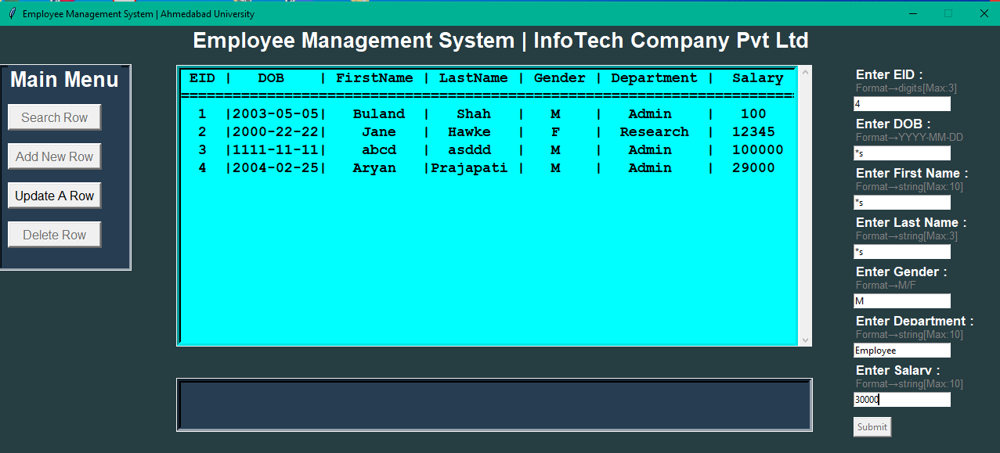 Employee Management System | Ahmedabad University
Employee Management System | InfoTech Company Pvt Ltd
Main Menu
Search Row
Add New Row
Update A Row
Delete Row
EID | DOB | FirstName | LastName | Gender | Department | Salary
=======================================================================
1 |2003-05-05| Buland | Shah | M | Admin | 100
2 |2000-22-22| Jane | Hawke | F | Research | 12345
3 |1111-11-11| abcd | asddd | M | Admin | 100000
4 |2004-02-25| Aryan |Prajapati | M | Admin | 29000
Enter EID :
Format→digits[Max:3]
4
Enter DOB :
Format→YYYY-MM-DD
*s
Enter First Name :
Format→string[Max:10]
*s
Enter Last Name :
Format→string[Max:3]
*s
Enter Gender :
Format→M/F
M
Enter Department :
Format→string[Max:10]
Employee
Enter Salary :
Format→string[Max:10]
30000
Submit